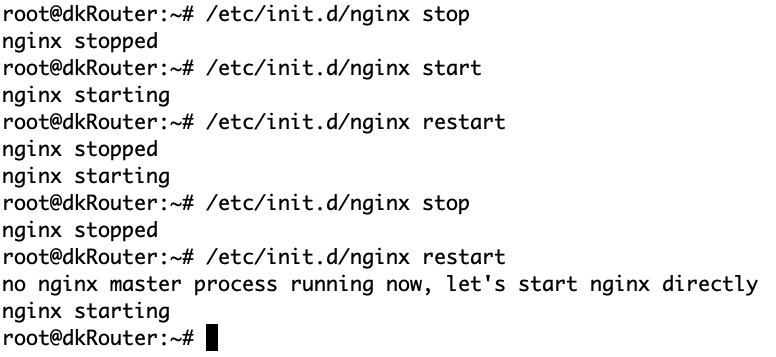 root@dkRouter:~# /etc/init.d/nginx stop
nginx stopped
root@dkRouter:~# /etc/init.d/nginx start
nginx starting
root@dkRouter:~# /etc/init.d/nginx restart
nginx stopped
nginx starting
root@dkRouter:~# /etc/init.d/nginx stop
nginx stopped
root@dkRouter:~# /etc/init.d/nginx restart
no nginx master process running now, let's start nginx directly
nginx starting
root@dkRouter:~#